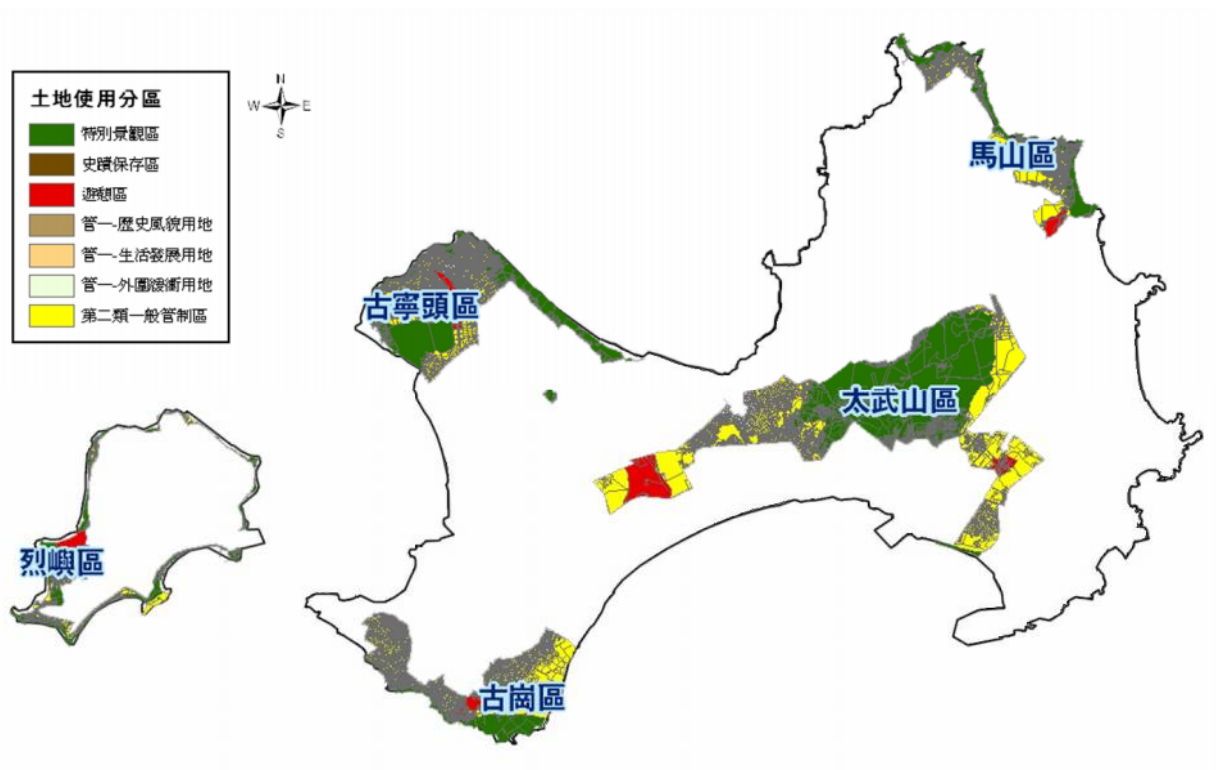 土地使用分區
特別景觀區
史蹟保存區
遊憩區
管一-歷史風貌用地
管一-生活發展用地
管一-外圍緩衝用地
第二類一般管制區
N
W E
S
馬山區
古寧頭區
太武山區
烈嶼區
古崗區